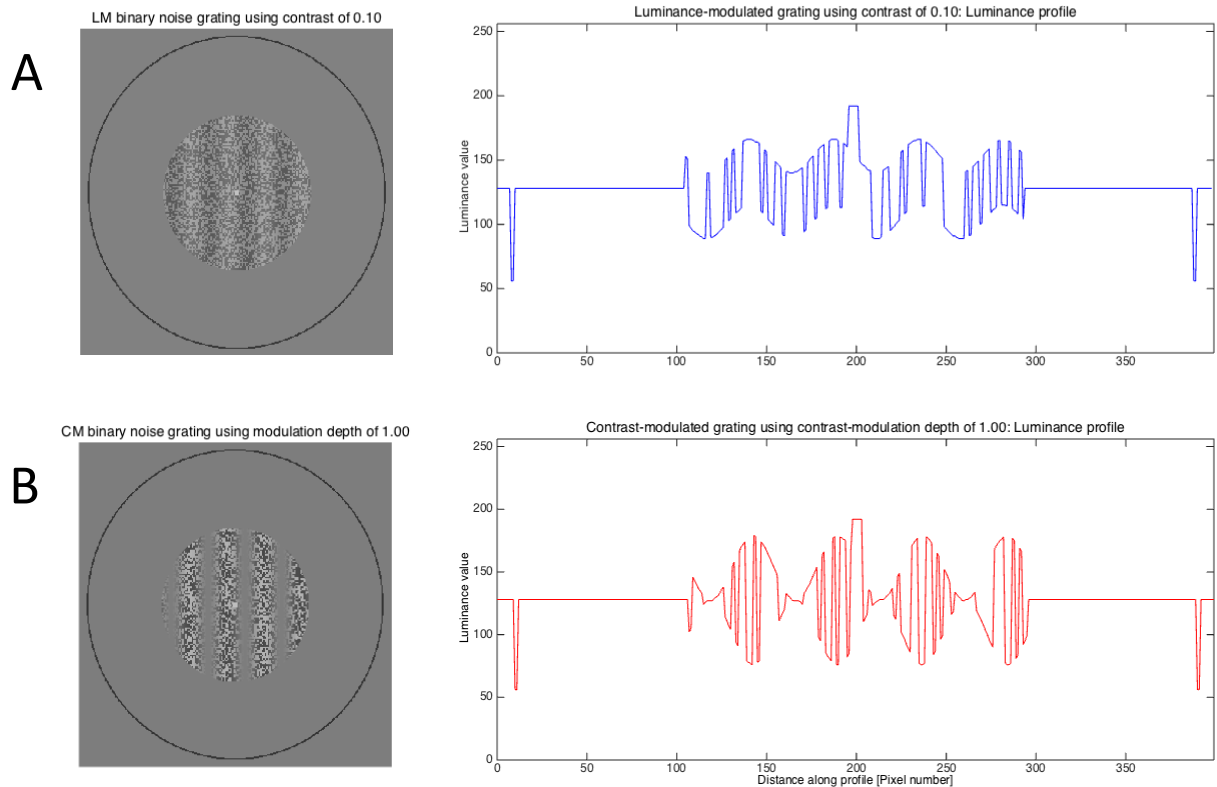 A
LM binary noise grating using contrast of 0.10
Luminance-modulated grating using contrast of 0.10: Luminance profile
Luminance value
250
200
150
100
50
0
0 50 100 150 200 250 300 350
B
CM binary noise grating using modulation depth of 1.00
Contrast-modulated grating using contrast-modulation depth of 1.00: Luminance profile
Luminance value
250
200
150
100
50
0
0 50 100 150 200 250 300 350
Distance along profile [Pixel number]